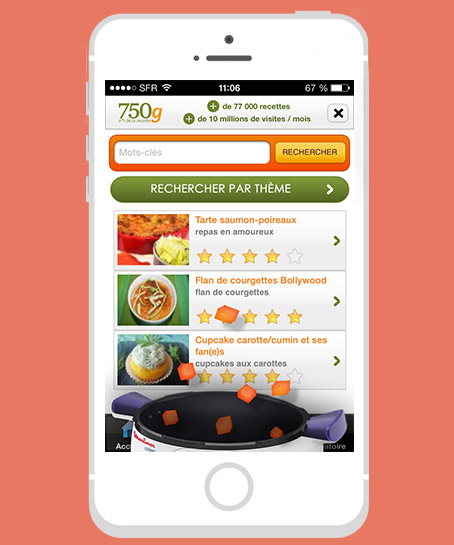 SFR 11:06 67 %
750g
n°1 de la recette
+ de 77 000 recettes
+ de 10 millions de visites / mois
Mots-clés
RECHERCHER
RECHERCHER PAR THÈME
Tarte saumon-poireaux
repas en amoureux
Flan de courgettes Bollywood
flan de courgettes
Cupcake carotte/cumin et ses
fan(e)s
cupcakes aux carottes
Moulinex